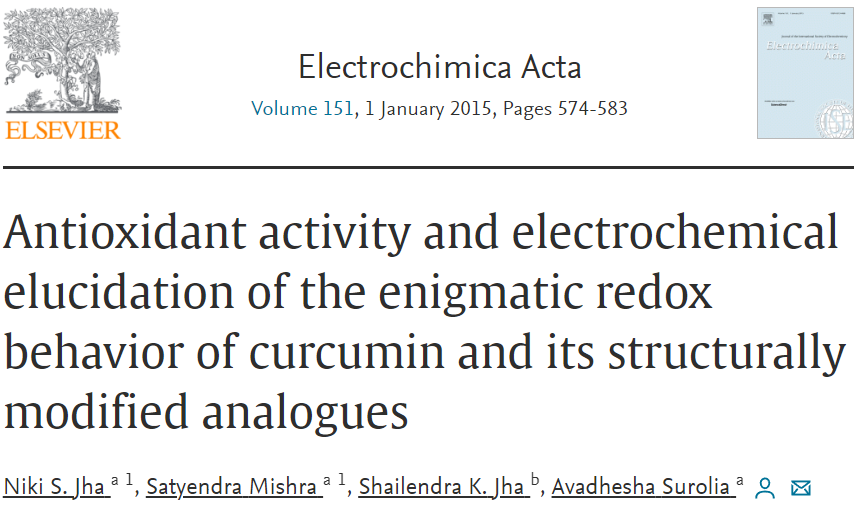 Electrochimica Acta
Volume 151, 1 January 2015, Pages 574-583
ELSEVIER
Electrochimica
Acta
Antioxidant activity and electrochemical
elucidation of the enigmatic redox
behavior of curcumin and its structurally
modified analogues
Niki S. Jha a 1, Satyendra Mishra a 1, Shailendra K. Jha b, Avadhesha Surolia a